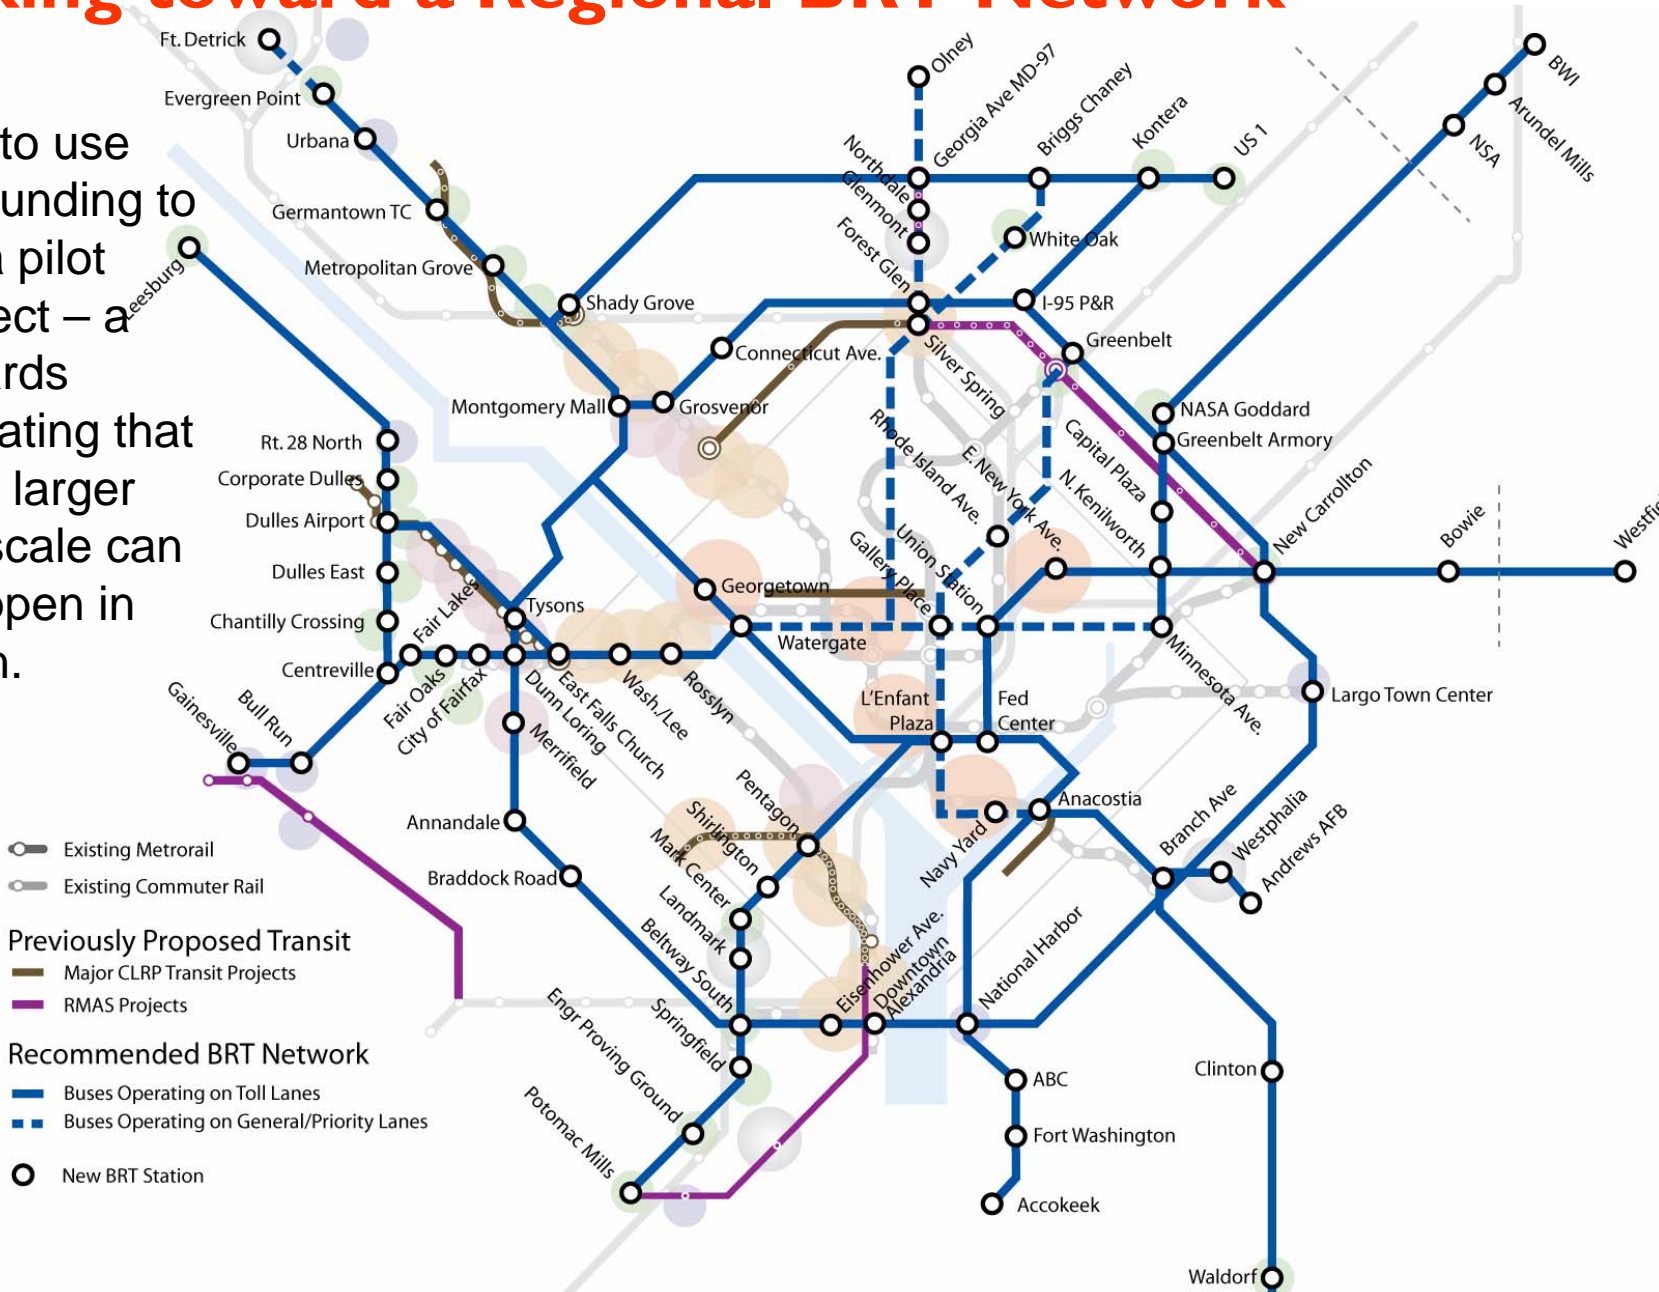 king toward a Regional BRT Network
to use
unding to
a pilot
ect – a
ards
ating that
larger
scale can
open in
n.
Ft. Detrick
Evergreen Point
Urbana
Germantown TC
Metropolitan Grove
Shady Grove
Leesburg
Olney
Georgia Ave MD-97
Northdale
Glenmont
Forest Glen
Briggs Chaney
Kontera
US 1
White Oak
I-95 P&R
BWI
Arundel Mills
NSA
Connecticut Ave.
Montgomery Mall
Grosvenor
Silver Spring
Greenbelt
NASA Goddard
Greenbelt Armory
Capital Plaza
N. Kenilworth
New Carrollton
Bowie
Rt. 28 North
Corporate Dulles
Dulles Airport
Dulles East
Chantilly Crossing
Centreville
Fair Lakes
Tysons
Fair Oaks
City of Fairfax
Dunn Loring
East Falls Church
Wash./Lee
Rosslyn
Georgetown
Watergate
Rhode Island Ave.
E. New York Ave.
Gallery Place
Union Station
Minnesota Ave.
Largo Town Center
Gainesville
Bull Run
Merrifield
Annandale
Braddock Road
L'Enfant
Plaza
Fed
Center
Pentagon
Shirlington
Mark Center
Landmark
Beltway South
Springfield
Engr Proving Ground
Potomac Mills
Eisenhower Ave.
Downtown
Alexandria
Navy Yard
Anacostia
Branch Ave
Westphalia
Andrews AFB
National Harbor
ABC
Fort Washington
Accokeek
Clinton
Waldorf
Existing Metrorail
Existing Commuter Rail
Previously Proposed Transit
Major CLRP Transit Projects
RMAS Projects
Recommended BRT Network
Buses Operating on Toll Lanes
Buses Operating on General/Priority Lanes
New BRT Station